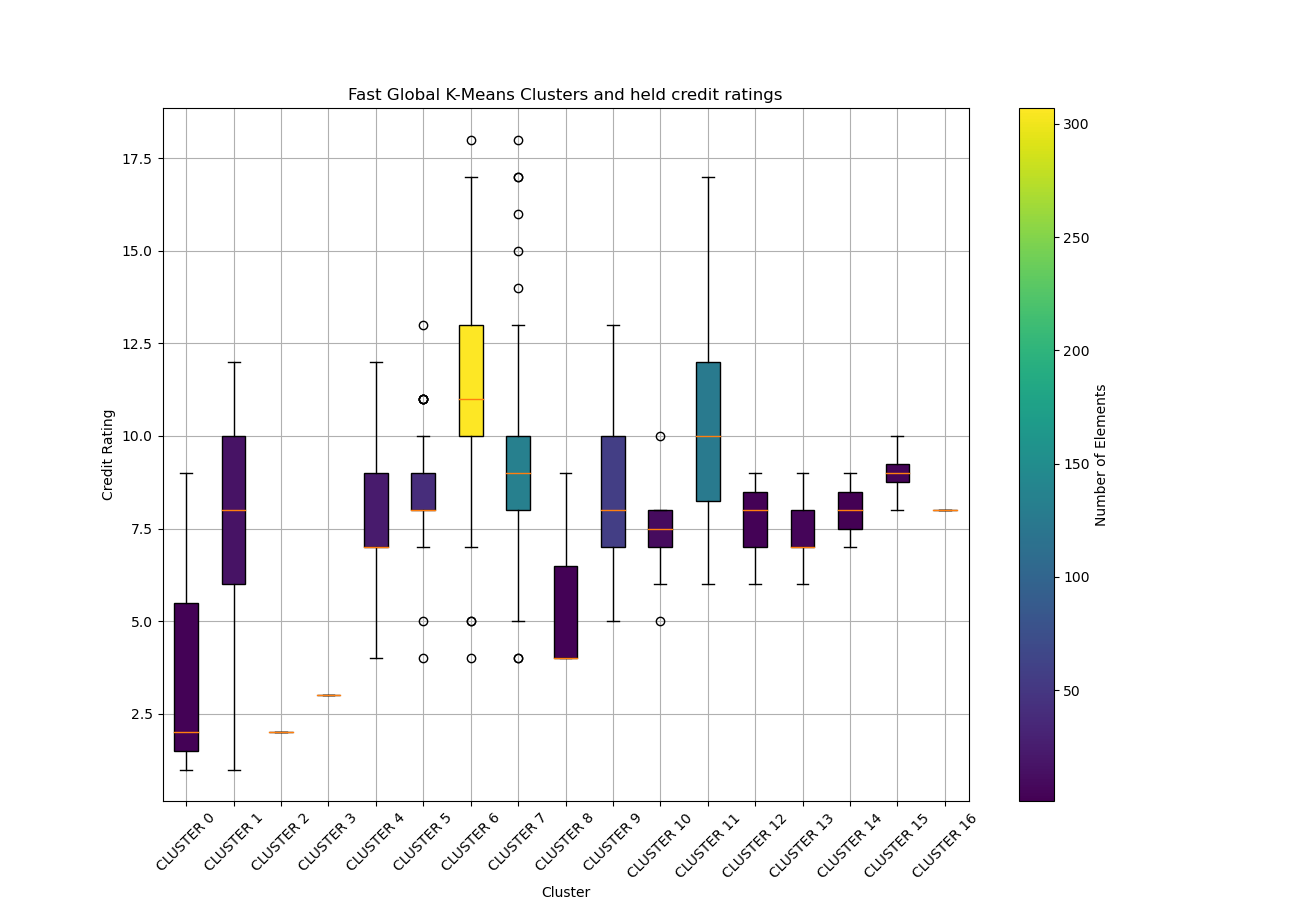 Fast Global K-Means Clusters and held credit ratings
17.5
15.0
12.5
10.0
7.5
5.0
2.5
Credit Rating
CLUSTER 0
CLUSTER 1
CLUSTER 2
CLUSTER 3
CLUSTER 4
CLUSTER 5
CLUSTER 6
CLUSTER 7
CLUSTER 8
CLUSTER 9
CLUSTER 10
CLUSTER 11
CLUSTER 12
CLUSTER 13
CLUSTER 14
CLUSTER 15
CLUSTER 16
Cluster
300
250
200
150
100
50
Number of Elements